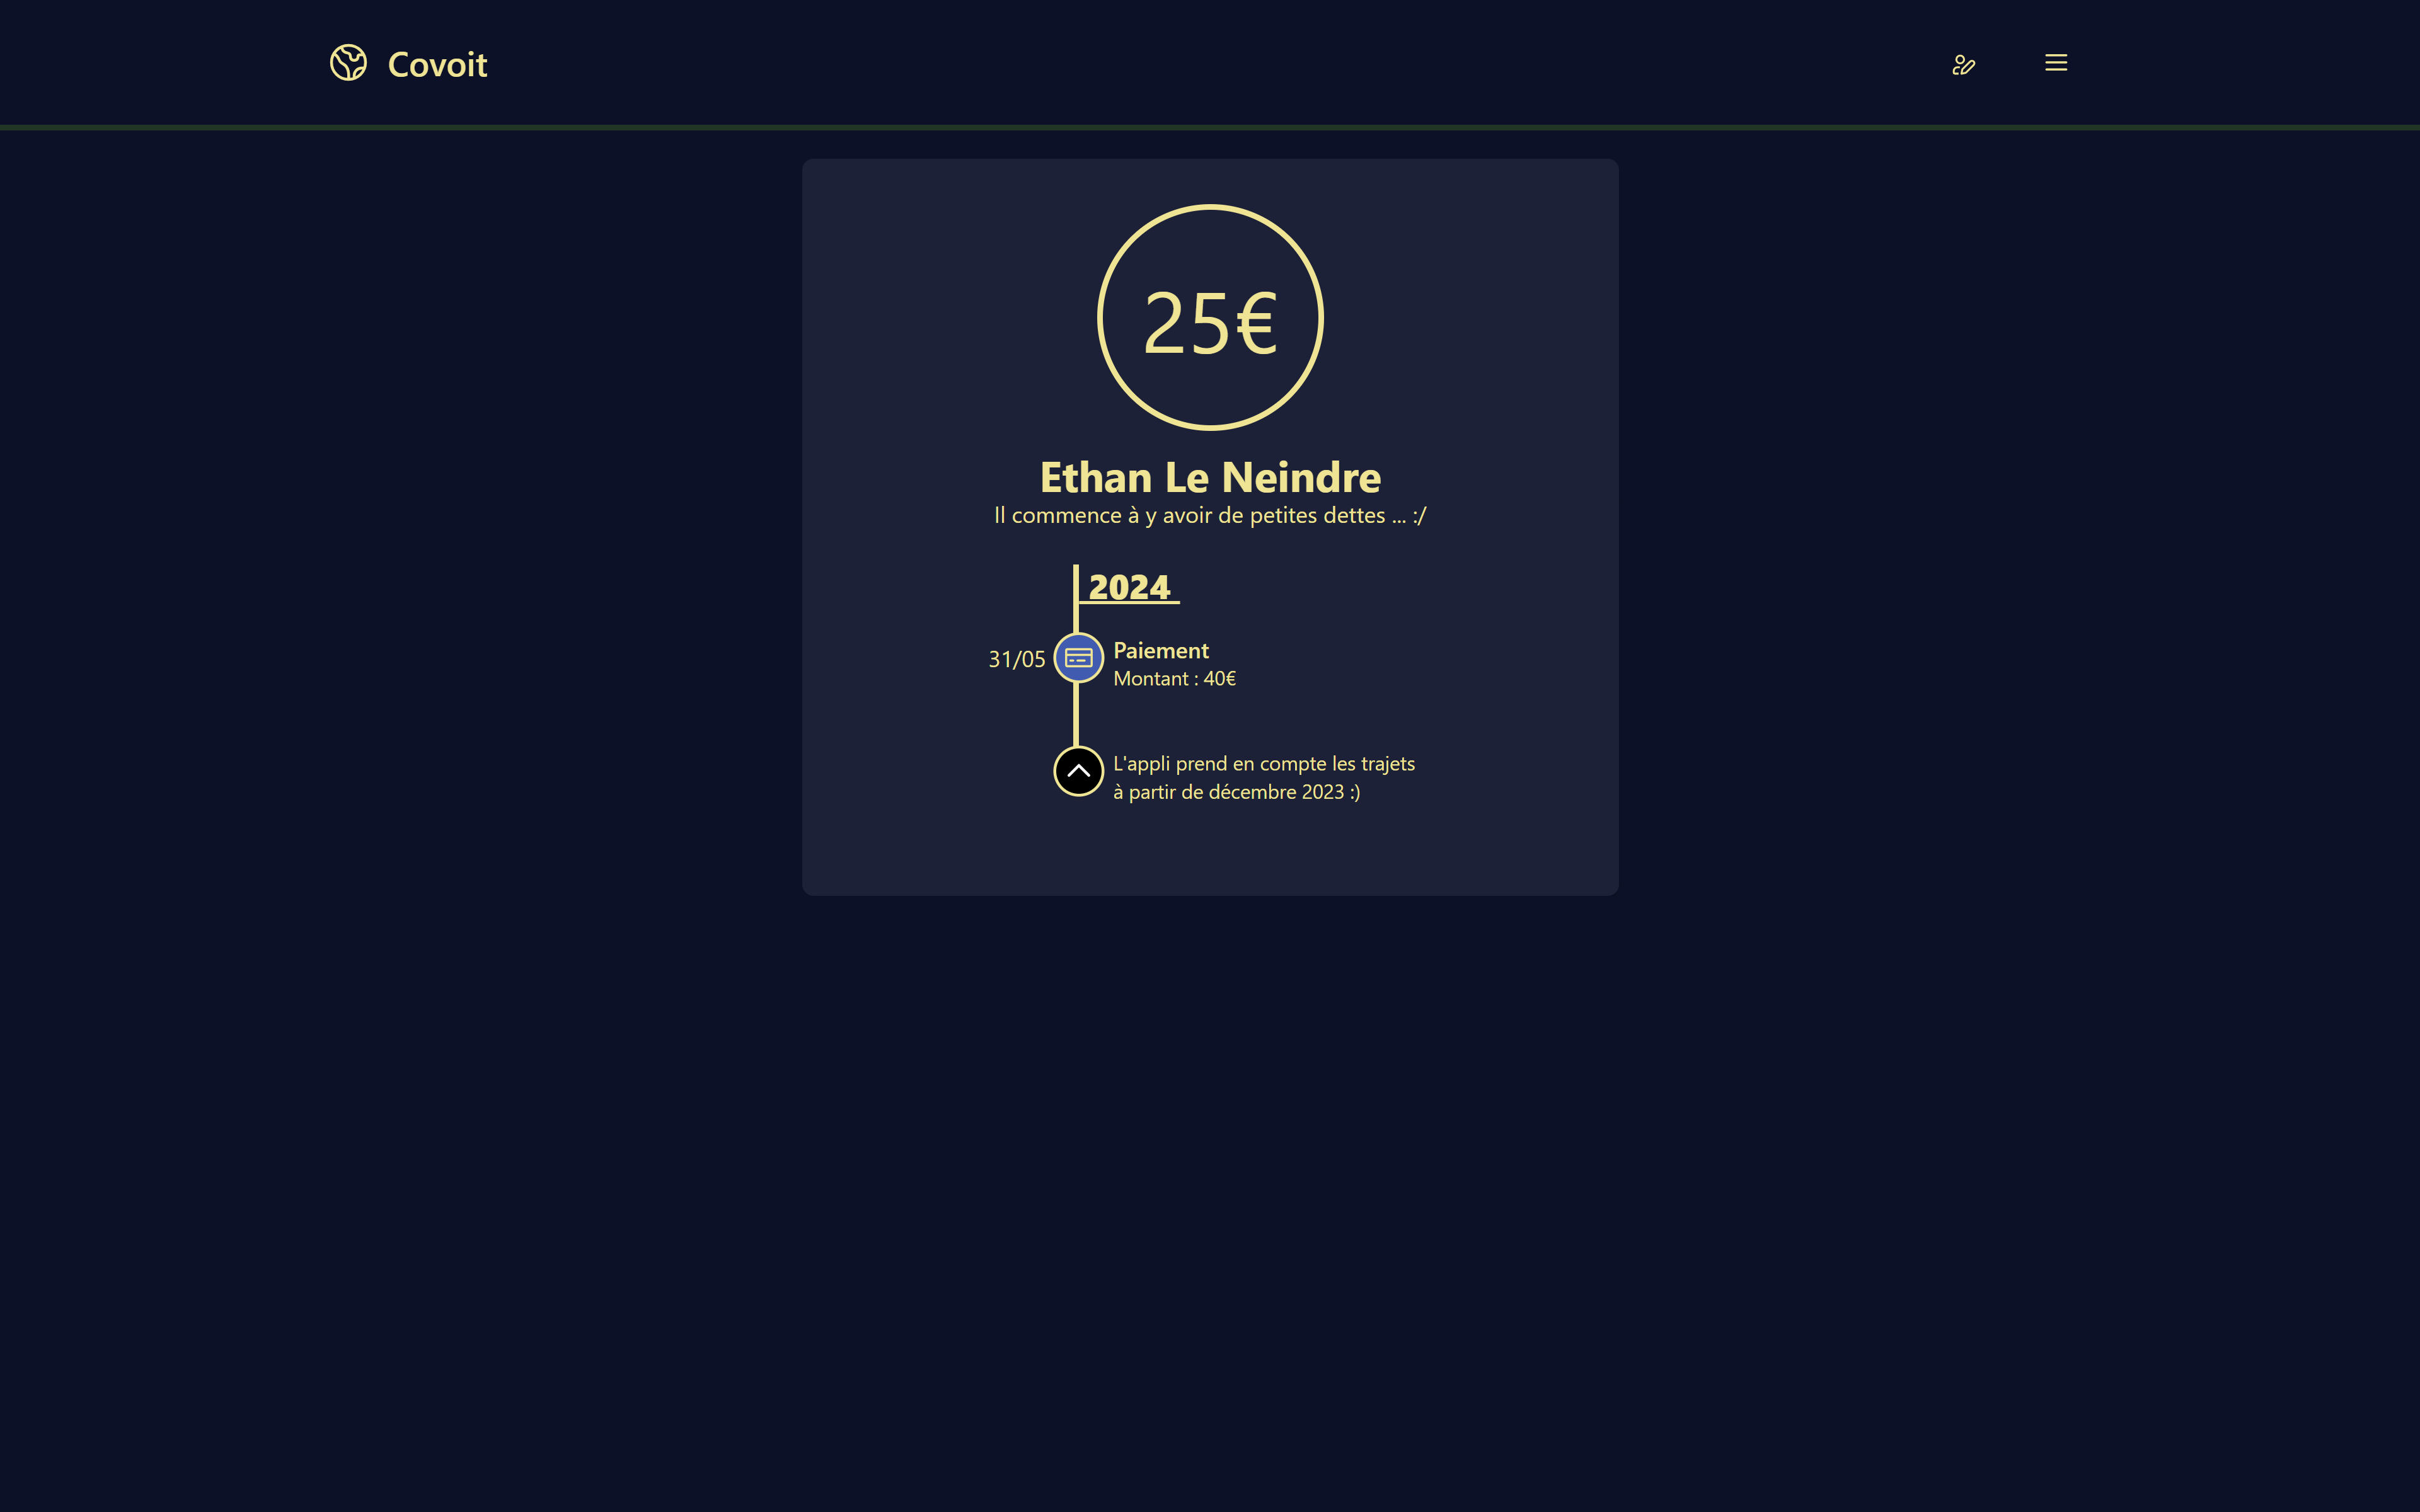 Covoit
25€
Ethan Le Neindre
Il commence à y avoir de petites dettes ... :/
2024
31/05
Paiement
Montant : 40€
L'appli prend en compte les trajets
à partir de décembre 2023 :)